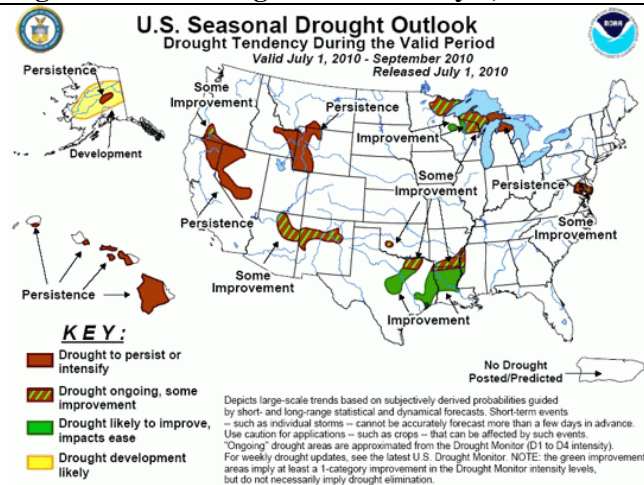 U.S. Seasonal Drought Outlook
Drought Tendency During the Valid Period
Valid July 1, 2010 - September 2010
Released July 1, 2010
NOAA
Persistence
Development
Some
Improvement
Persistence
Improvement
Some
Improvement
Persistence
Some
Improvement
Persistence
Some
Improvement
Improvement
Persistence
No Drought
Posted/Predicted
KEY:
Drought to persist or
intensify
Drought ongoing, some
improvement
Drought likely to improve,
impacts ease
Drought development
likely
Depicts large-scale trends based on subjectively derived probabilities guided
by short- and long-range statistical and dynamical forecasts. Short-term events
-- such as individual storms -- cannot be accurately forecast more than a few days in advance.
Use caution for applications -- such as crops -- that can be affected by such events.
"Ongoing" drought areas are approximated from the Drought Monitor (D1 to D4 intensity).
For weekly drought updates, see the latest U.S. Drought Monitor. NOTE: the green improvement
areas imply at least a 1-category improvement in the Drought Monitor intensity levels,
but do not necessarily imply drought elimination.